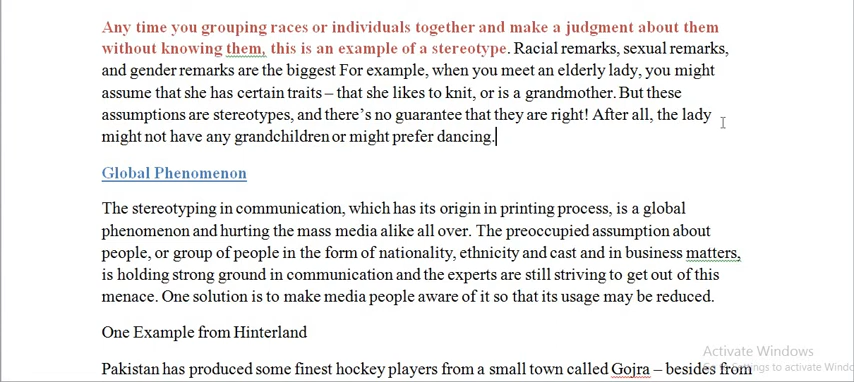 Any time you grouping races or individuals together and make a judgment about them
without knowing them, this is an example of a stereotype. Racial remarks, sexual remarks,
and gender remarks are the biggest For example, when you meet an elderly lady, you might
assume that she has certain traits – that she likes to knit, or is a grandmother. But these
assumptions are stereotypes, and there's no guarantee that they are right! After all, the lady
might not have any grandchildren or might prefer dancing.
Global Phenomenon
The stereotyping in communication, which has its origin in printing process, is a global
phenomenon and hurting the mass media alike all over. The preoccupied assumption about
people, or group of people in the form of nationality, ethnicity and cast and in business matters,
is holding strong ground in communication and the experts are still striving to get out of this
menace. One solution is to make media people aware of it so that its usage may be reduced.
One Example from Hinterland
Activate Windows
Go to Settings to activate Windo
Pakistan has produced some finest hockey players from a small town called Gojra – besides from